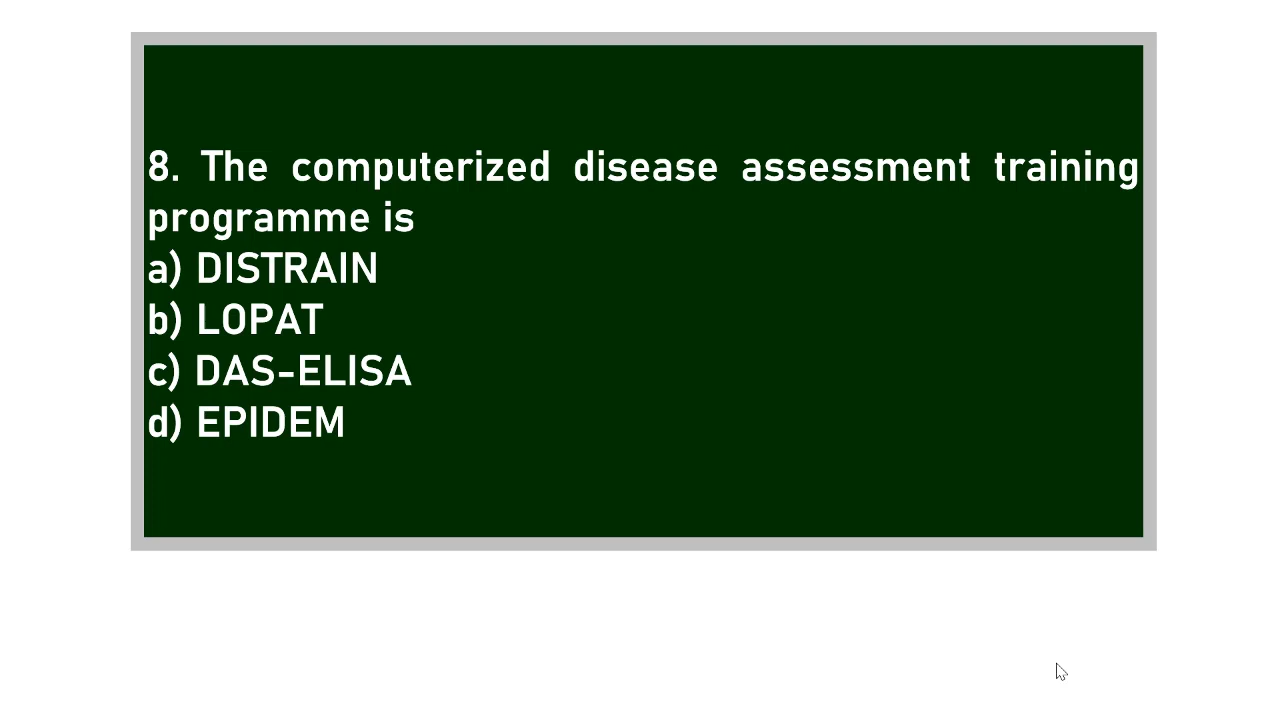 8. The computerized disease assessment training
programme is
a) DISTRAIN
b) LOPAT
c) DAS-ELISA
d) EPIDEM